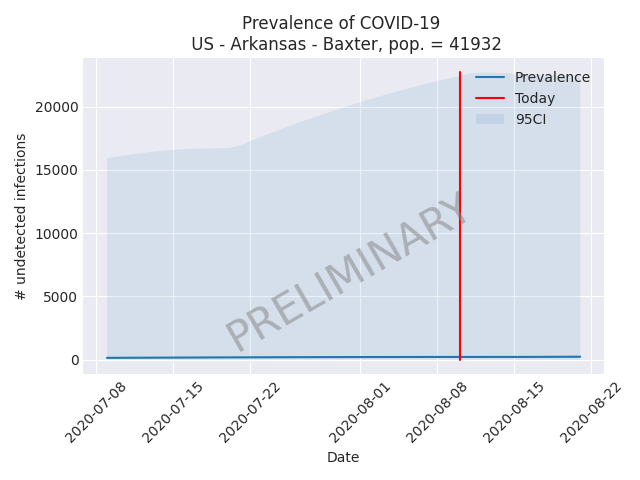 Prevalence of COVID-19
US - Arkansas - Baxter, pop. = 41932
Prevalence
Today
95CI
# undetected infections
20000
15000
10000
5000
0
PRELIMINARY
2020-07-08
2020-07-15
2020-07-22
2020-08-01
2020-08-08
2020-08-15
2020-08-22
Date